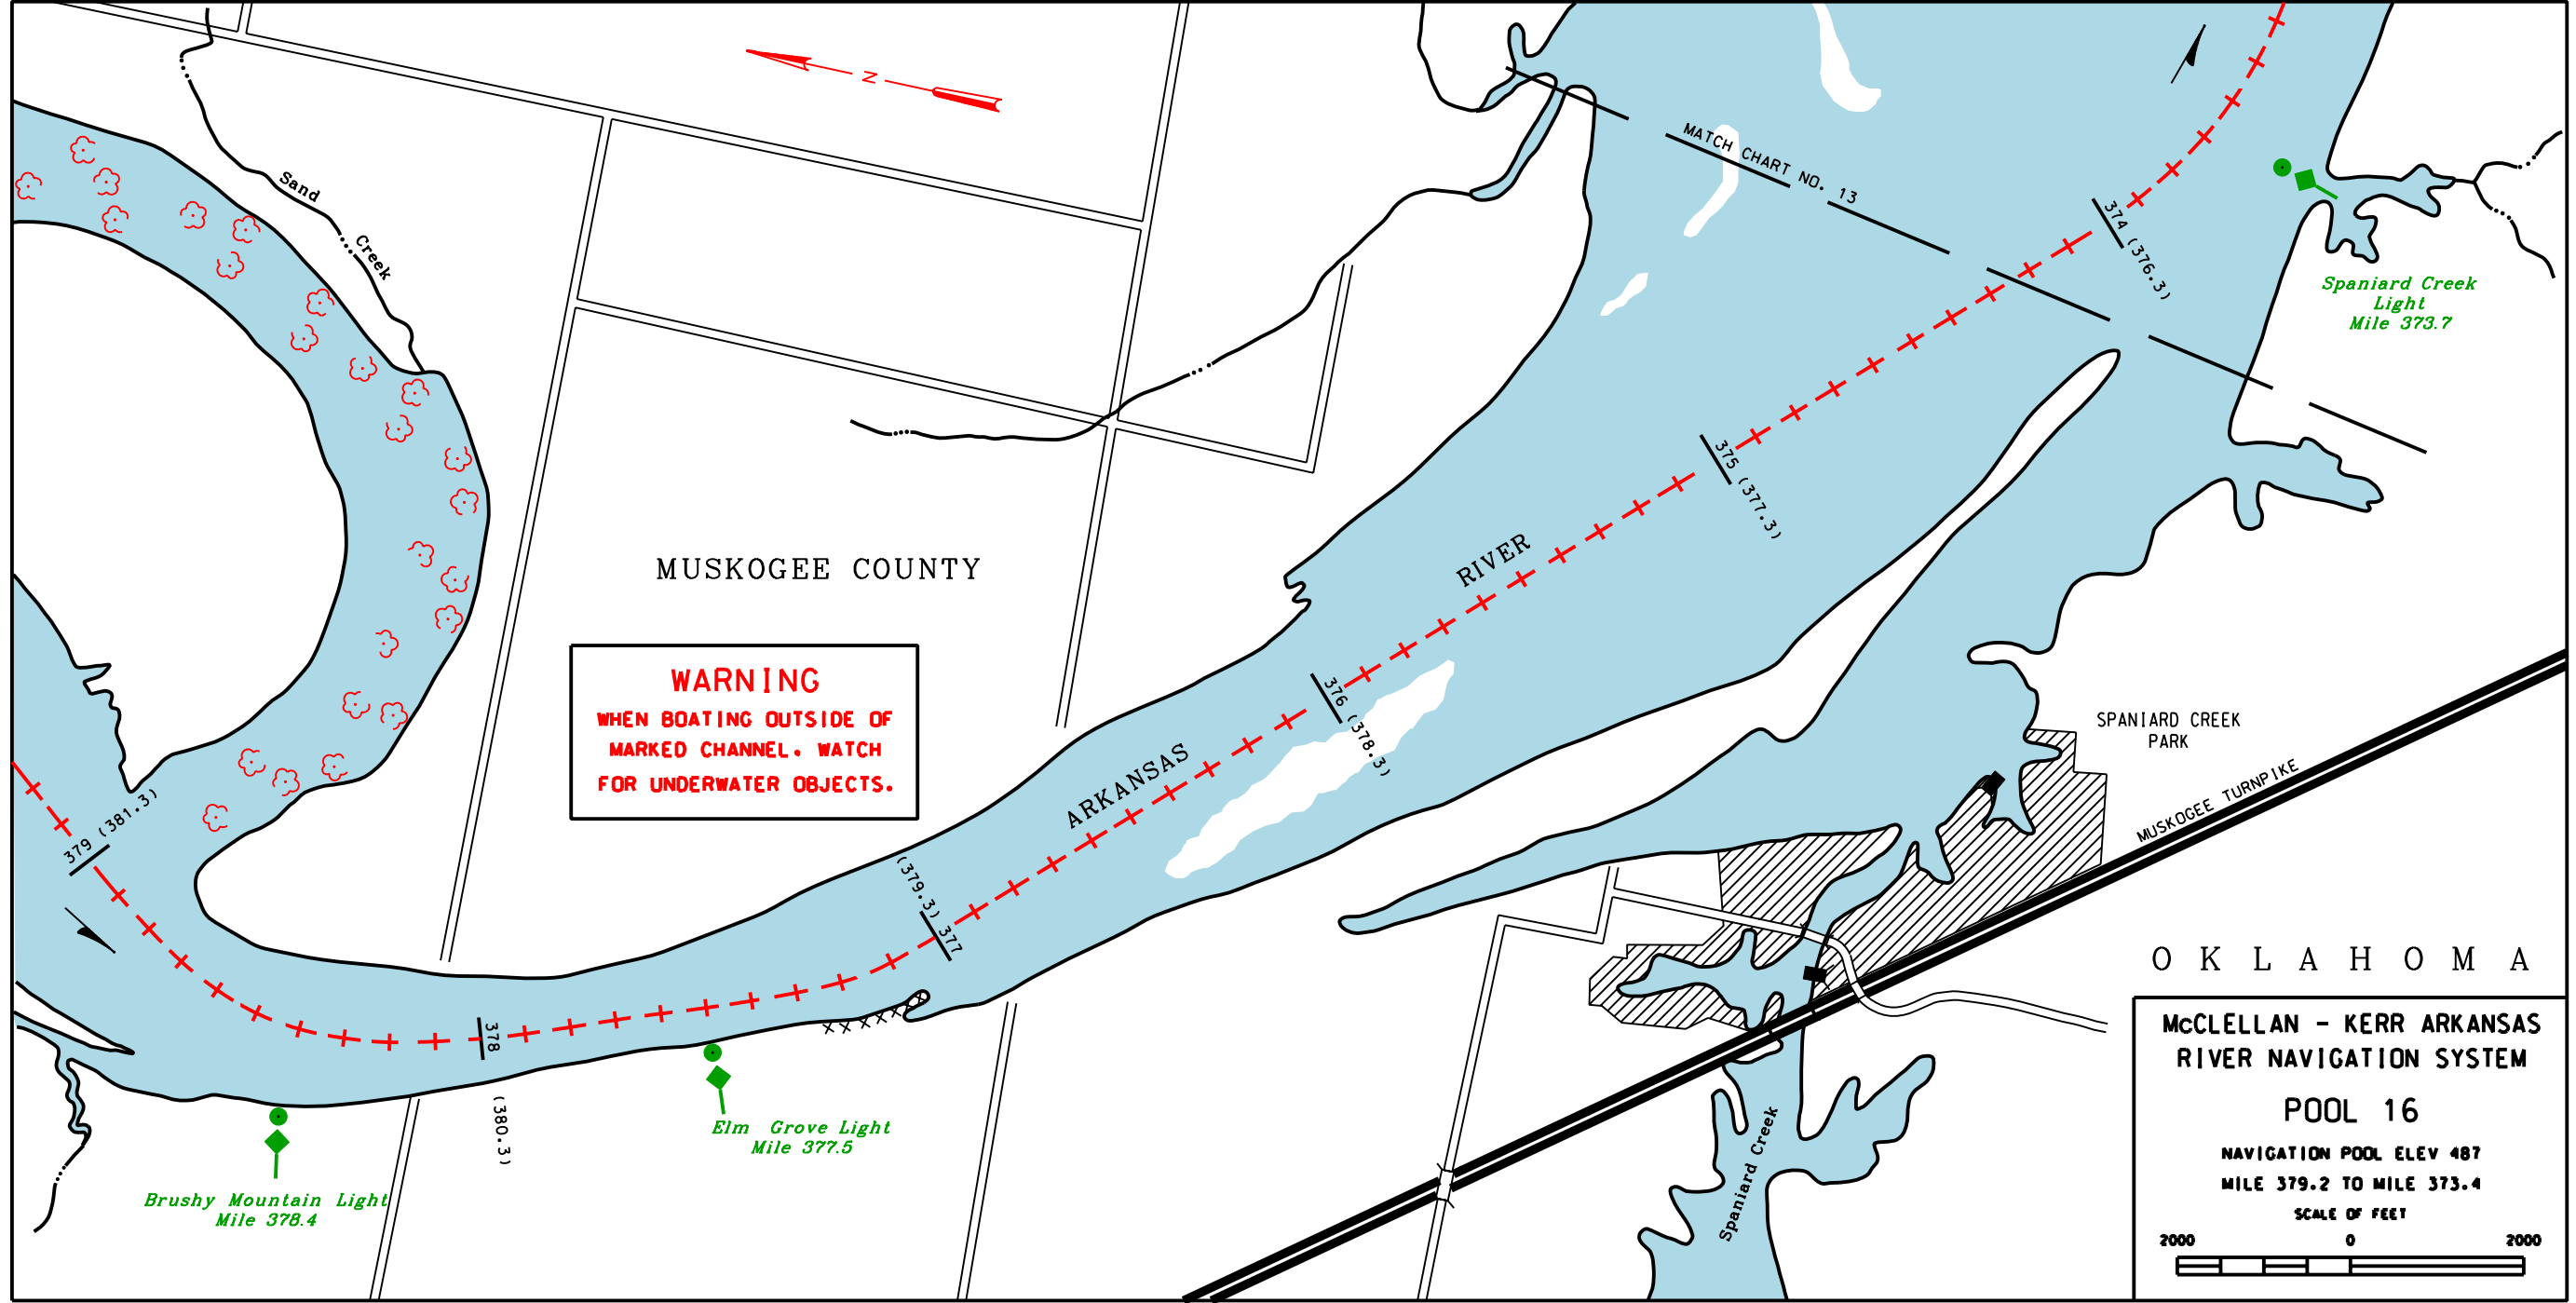 N
Sand
Creek
MATCH CHART NO. 13
374 (376.3)
Spaniard Creek
Light
Mile 373.7
375 (377.3)
RIVER
MUSKOGEE COUNTY
WARNING
WHEN BOATING OUTSIDE OF
MARKED CHANNEL. WATCH
FOR UNDERWATER OBJECTS.
376 (378.3)
ARKANSAS
SPANIARD CREEK
PARK
MUSKOGEE TURNPIKE
379 (381.3)
(379.3) 377
378
(380.3)
Elm Grove Light
Mile 377.5
Brushy Mountain Light
Mile 378.4
Spaniard Creek
OKLAHOMA
McCLELLAN - KERR ARKANSAS
RIVER NAVIGATION SYSTEM
POOL 16
NAVIGATION POOL ELEV 487
MILE 379.2 TO MILE 373.4
SCALE OF FEET
2000 0 2000